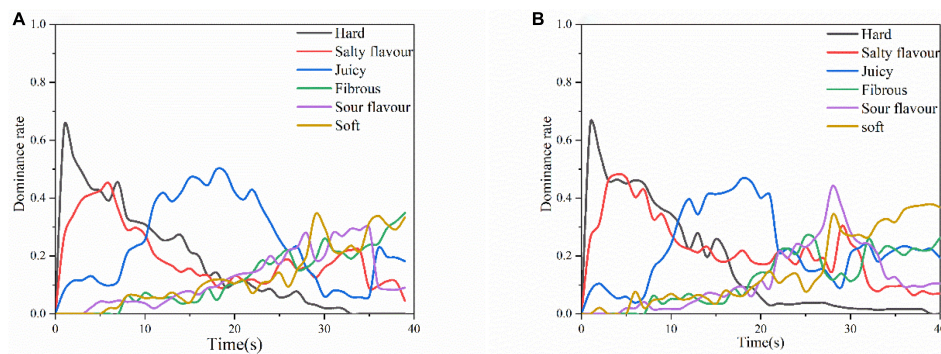 A
1.0
0.8
0.6
0.4
0.2
0.0
Dominance rate
0
10
20
30
40
Time(s)
Hard
Salty flavour
Juicy
Fibrous
Sour flavour
Soft
B
1.0
0.8
0.6
0.4
0.2
0.0
Dominance rate
0
10
20
30
40
Time(s)
Hard
Salty flavour
Juicy
Fibrous
Sour flavour
soft